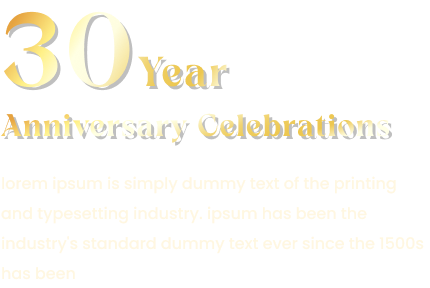 30 Year
Anniversary Celebrations
lorem Ipsum is simply dummy text of the printing
and typesetting industry. ipsum has been the
industry's standard dummy text ever since the 1500s
has been